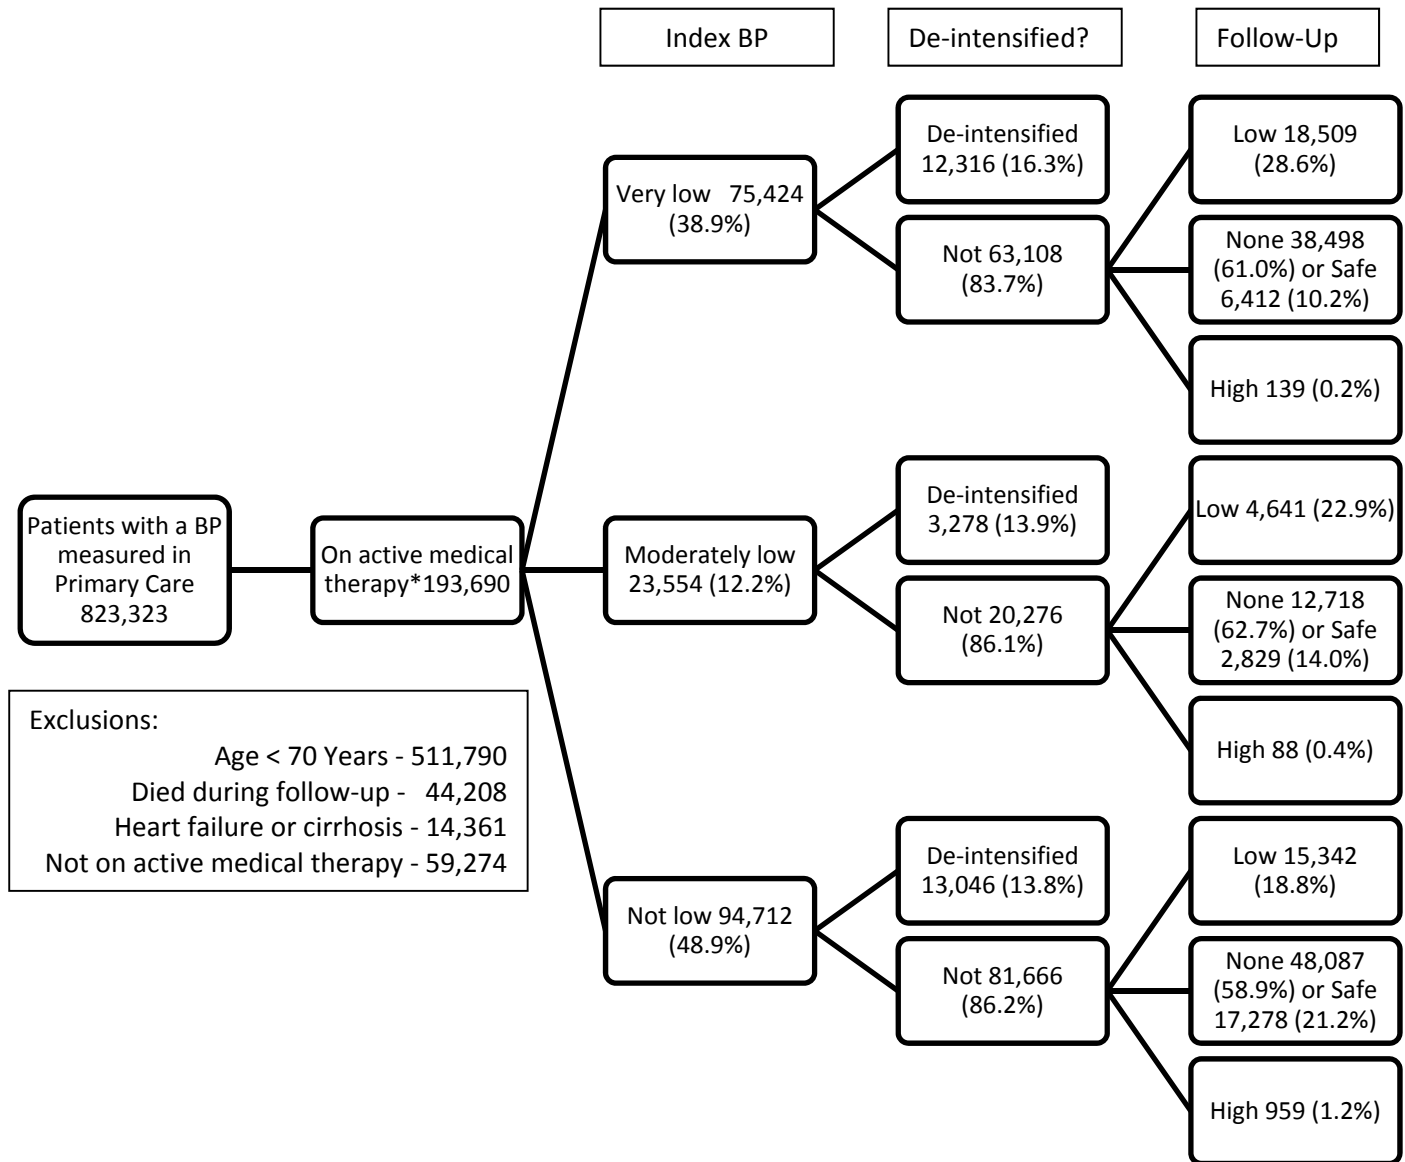 Index BP
De-intensified?
Follow-Up
Patients with a BP
measured in
Primary Care
823,323
On active medical
therapy*193,690
Exclusions:
Age < 70 Years - 511,790
Died during follow-up - 44,208
Heart failure or cirrhosis - 14,361
Not on active medical therapy - 59,274
Very low 75,424
(38.9%)
De-intensified
12,316 (16.3%)
Not 63,108
(83.7%)
Low 18,509
(28.6%)
None 38,498
(61.0%) or Safe
6,412 (10.2%)
High 139 (0.2%)
Moderately low
23,554 (12.2%)
De-intensified
3,278 (13.9%)
Not 20,276
(86.1%)
Low 4,641 (22.9%)
None 12,718
(62.7%) or Safe
2,829 (14.0%)
High 88 (0.4%)
Not low 94,712
(48.9%)
De-intensified
13,046 (13.8%)
Not 81,666
(86.2%)
Low 15,342
(18.8%)
None 48,087
(58.9%) or Safe
17,278 (21.2%)
High 959 (1.2%)